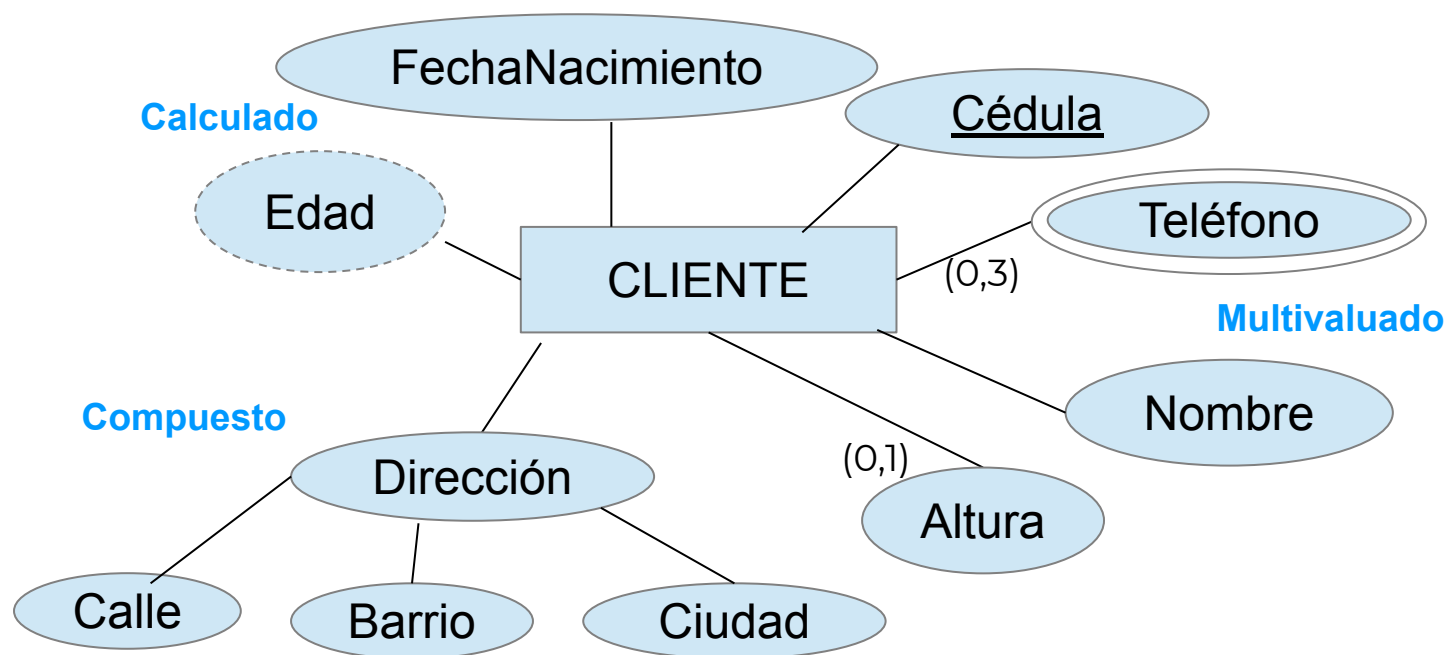 FechaNacimiento
Calculado
Cédula
Edad
Teléfono
CLIENTE
(0,3)
Multivaluado
Compuesto
Nombre
(0,1)
Dirección
Altura
Calle
Barrio
Ciudad